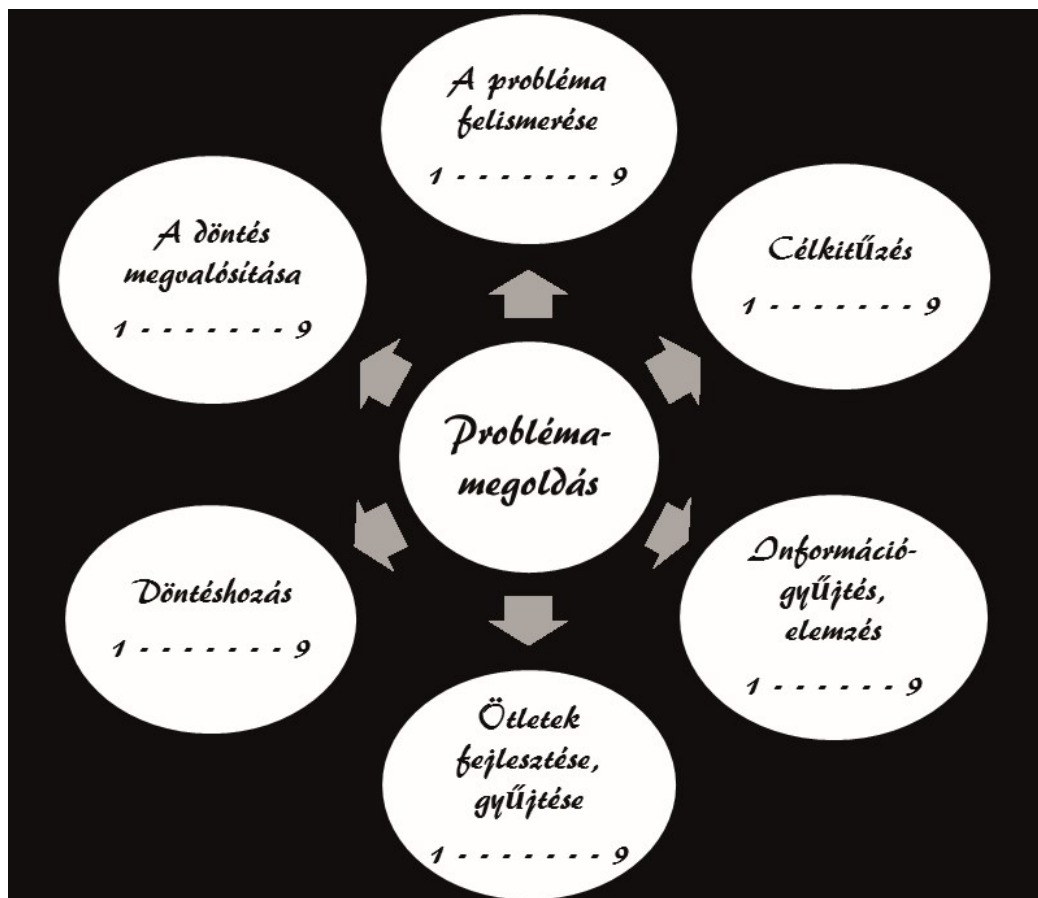 A probléma
felismerése
1 - - - - - - - 9
Célkitűzés
1 - - - - - - - 9
Információ-
gyűjtés,
elemzés
1 - - - - - - 9
Ötletek
fejlesztése,
gyűjtése
1 - - - - - - - 9
Döntéshozás
1 - - - - - - - 9
A döntés
megvalósítása
1 - - - - - - - 9
Probléma-
megoldás